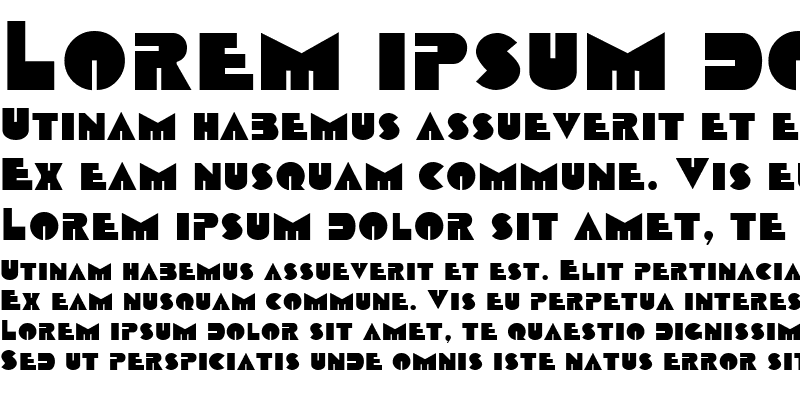 Lorem ipsum do
Utinam habemus assueverit et e
Ex eam nusquam commune. Vis eu
Lorem ipsum dolor sit amet, te
Utinam habemus assueverit et est. Elit pertinacia
Ex eam nusquam commune. Vis eu perpetua interes
Lorem ipsum dolor sit amet, te quaestio dignissim
Sed ut perspiciatis unde omnis iste natus error sit